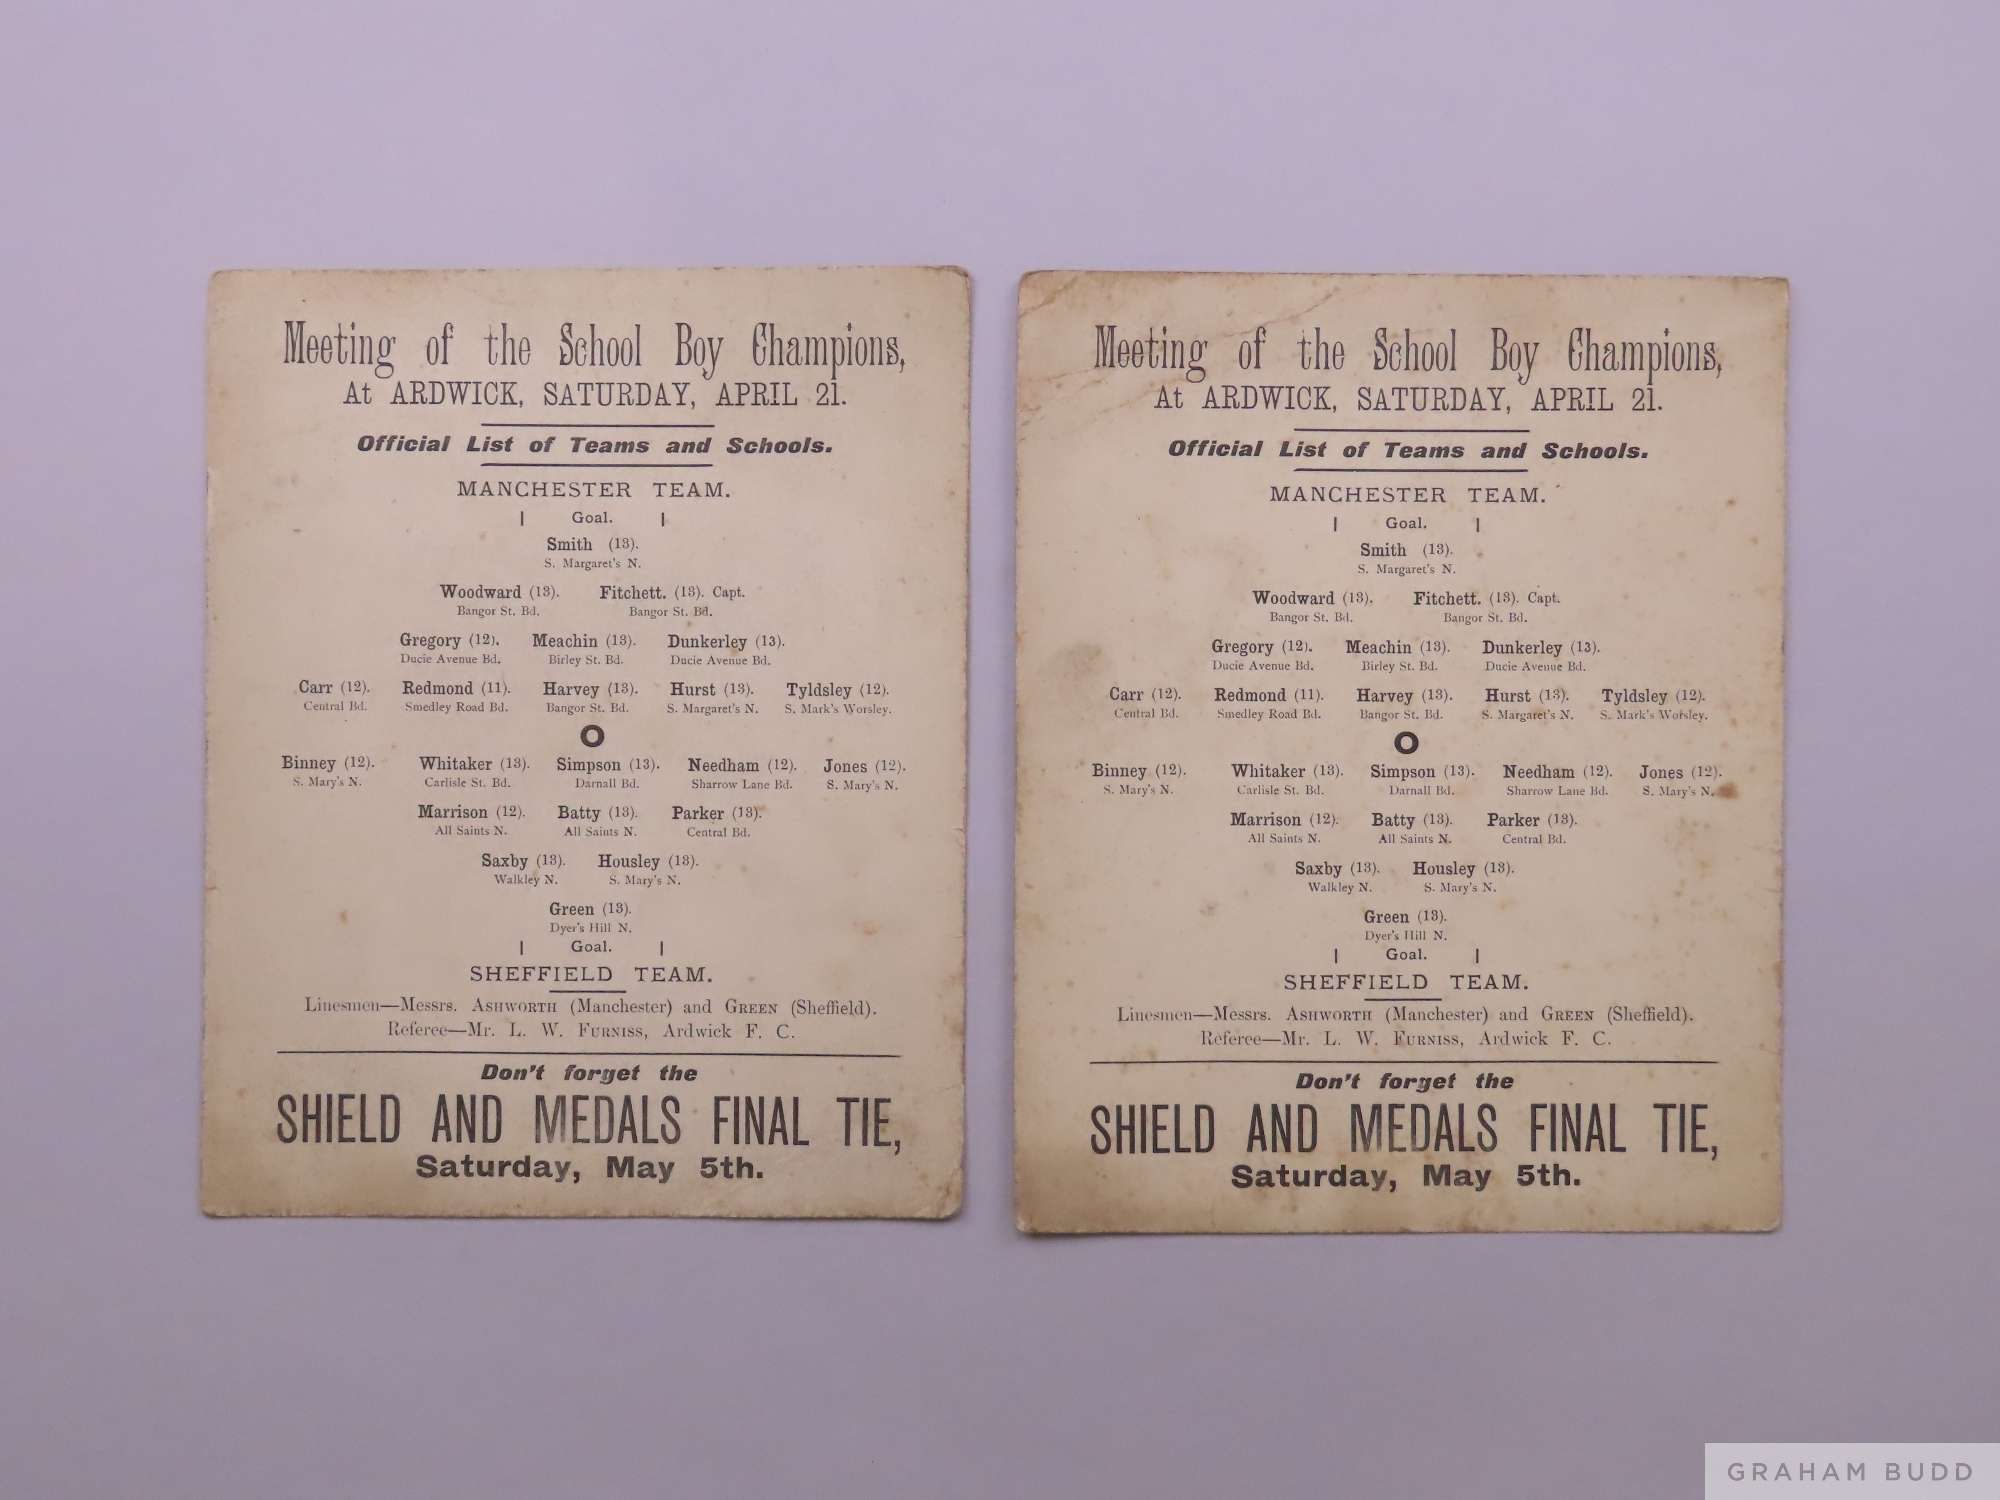 Meeting of the School Boy Champions,
At ARDWICK, SATURDAY, APRIL 21.
Official List of Teams and Schools.
MANCHESTER TEAM.
| Goal. |
Smith (13).
S. Margaret's N.
Woodward (13). Fitchett. (13). Capt.
Bangor St. Bd. Bangor St. Bd.
Gregory (12). Meachin (13). Dunkerley (13).
Ducie Avenue Bd. Birley St. Bd. Ducie Avenue Bd.
Carr (12). Redmond (11). Harvey (13). Hurst (13). Tyldsley (12).
Central Bd. Smedley Road Bd. Bangor St. Bd. S. Margaret's N. S. Mark's Worsley.
O
Binney (12). Whitaker (13). Simpson (13). Needham (12). Jones (12).
S. Mary's N. Carlisle St. Bd. Darnall Bd. Sharrow Lane Bd. S. Mary's N.
Marrison (12). Batty (13). Parker (13).
All Saints N. All Saints N. Central Bd.
Saxby (13). Housley (13).
Walkley N. S. Mary's N.
Green (13).
Dyer's Hill N.
| Goal. |
SHEFFIELD TEAM.
Linesmen—Messrs. ASHWORTH (Manchester) and GREEN (Sheffield).
Referee—Mr. L. W. FURNISS, Ardwick F. C.
Don't forget the
SHIELD AND MEDALS FINAL TIE,
Saturday, May 5th.
Meeting of the School Boy Champions,
At ARDWICK, SATURDAY, APRIL 21.
Official List of Teams and Schools.
MANCHESTER TEAM.
| Goal. |
Smith (13).
S. Margaret's N.
Woodward (13). Fitchett. (13). Capt.
Bangor St. Bd. Bangor St. Bd.
Gregory (12). Meachin (13). Dunkerley (13).
Ducie Avenue Bd. Birley St. Bd. Ducie Avenue Bd.
Carr (12). Redmond (11). Harvey (13). Hurst (13). Tyldsley (12).
Central Bd. Smedley Road Bd. Bangor St. Bd. S. Margaret's N. S. Mark's Worsley.
O
Binney (12). Whitaker (13). Simpson (13). Needham (12). Jones (12).
S. Mary's N. Carlisle St. Bd. Darnall Bd. Sharrow Lane Bd. S. Mary's N.
Marrison (12). Batty (13). Parker (13).
All Saints N. All Saints N. Central Bd.
Saxby (13). Housley (13).
Walkley N. S. Mary's N.
Green (13).
Dyer's Hill N.
| Goal. |
SHEFFIELD TEAM.
Linesmen—Messrs. ASHWORTH (Manchester) and GREEN (Sheffield).
Referee—Mr. L. W. FURNISS, Ardwick F. C.
Don't forget the
SHIELD AND MEDALS FINAL TIE,
Saturday, May 5th.
GRAHAM BUDD